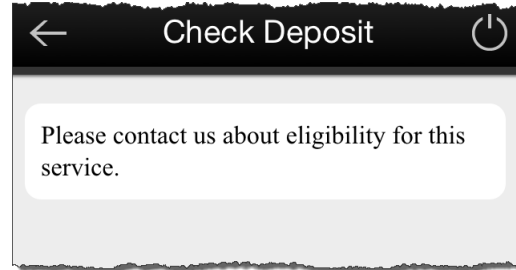 Check Deposit
Please contact us about eligibility for this
service.